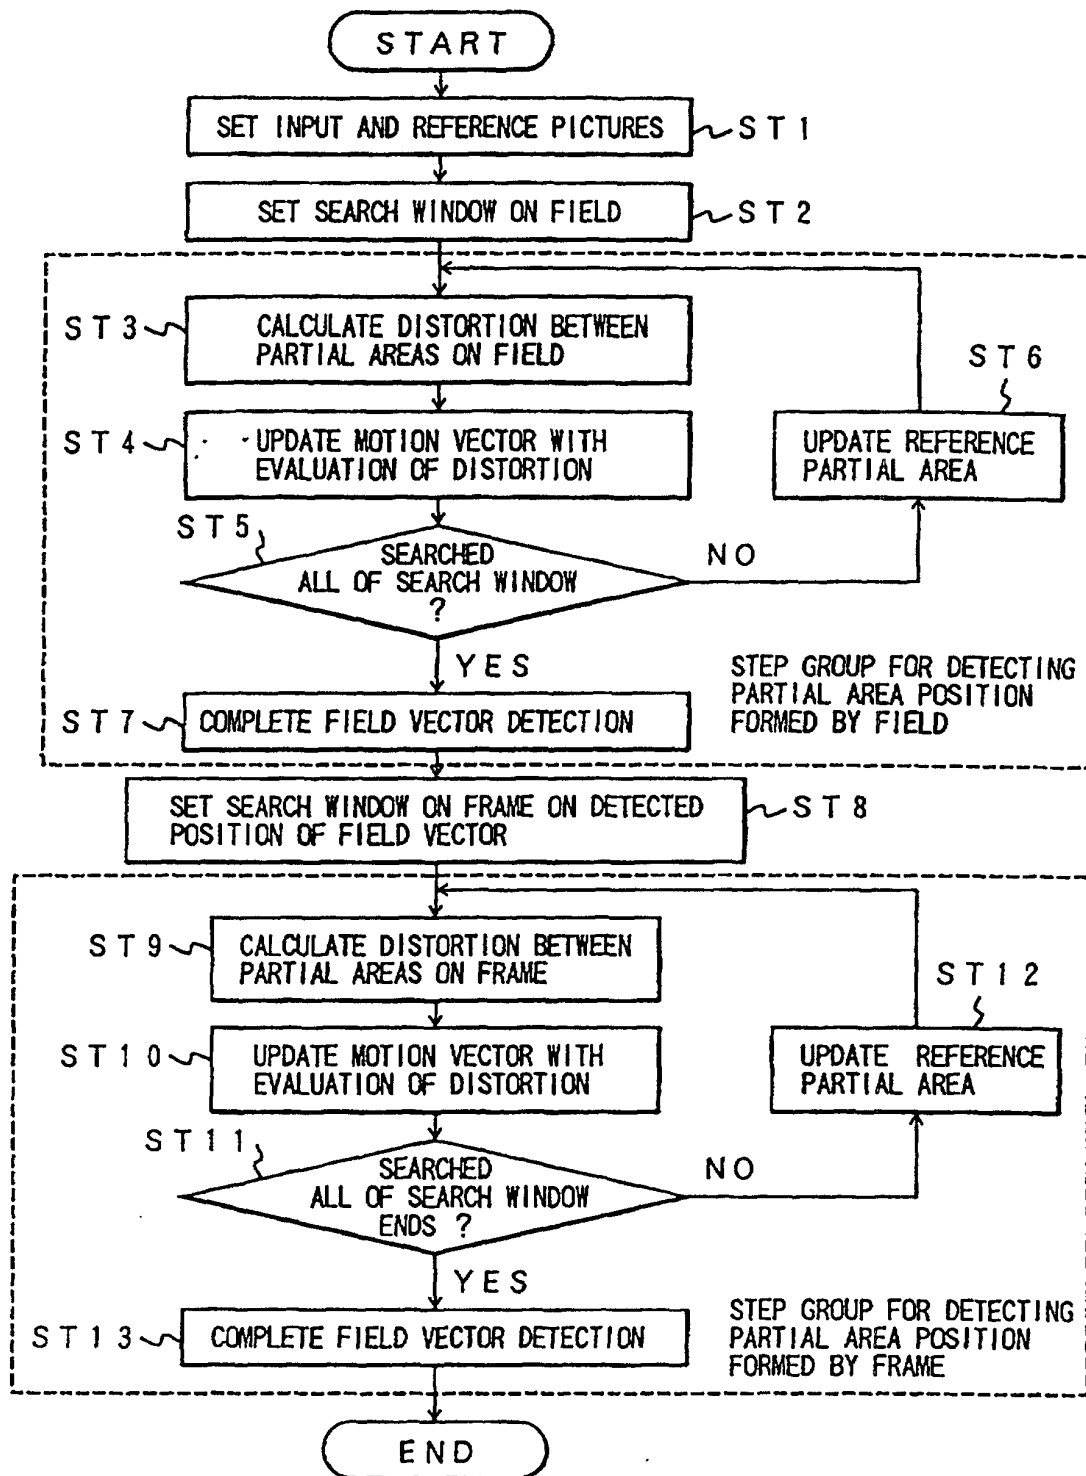 START
SET INPUT AND REFERENCE PICTURES
ST1
SET SEARCH WINDOW ON FIELD
ST2
ST3
CALCULATE DISTORTION BETWEEN
PARTIAL AREAS ON FIELD
ST6
ST4
UPDATE MOTION VECTOR WITH
EVALUATION OF DISTORTION
UPDATE REFERENCE
PARTIAL AREA
ST5
SEARCHED
ALL OF SEARCH WINDOW
?
NO
YES
STEP GROUP FOR DETECTING
PARTIAL AREA POSITION
FORMED BY FIELD
ST7
COMPLETE FIELD VECTOR DETECTION
SET SEARCH WINDOW ON FRAME ON DETECTED
POSITION OF FIELD VECTOR
ST8
ST9
CALCULATE DISTORTION BETWEEN
PARTIAL AREAS ON FRAME
ST12
ST10
UPDATE MOTION VECTOR WITH
EVALUATION OF DISTORTION
UPDATE REFERENCE
PARTIAL AREA
ST11
SEARCHED
ALL OF SEARCH WINDOW
ENDS ?
NO
YES
STEP GROUP FOR DETECTING
PARTIAL AREA POSITION
FORMED BY FRAME
ST13
COMPLETE FIELD VECTOR DETECTION
END